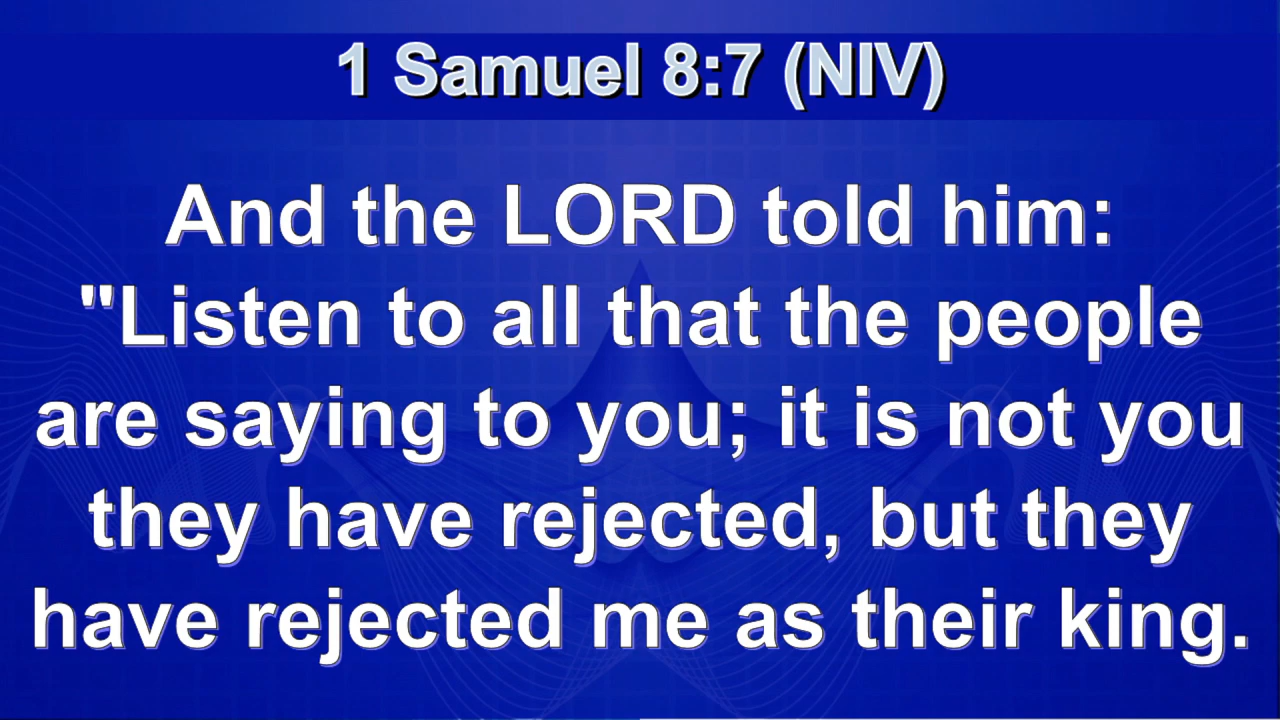 1 Samuel 8:7 (NIV)
And the LORD told him:
"Listen to all that the people
are saying to you; it is not you
they have rejected, but they
have rejected me as their king.